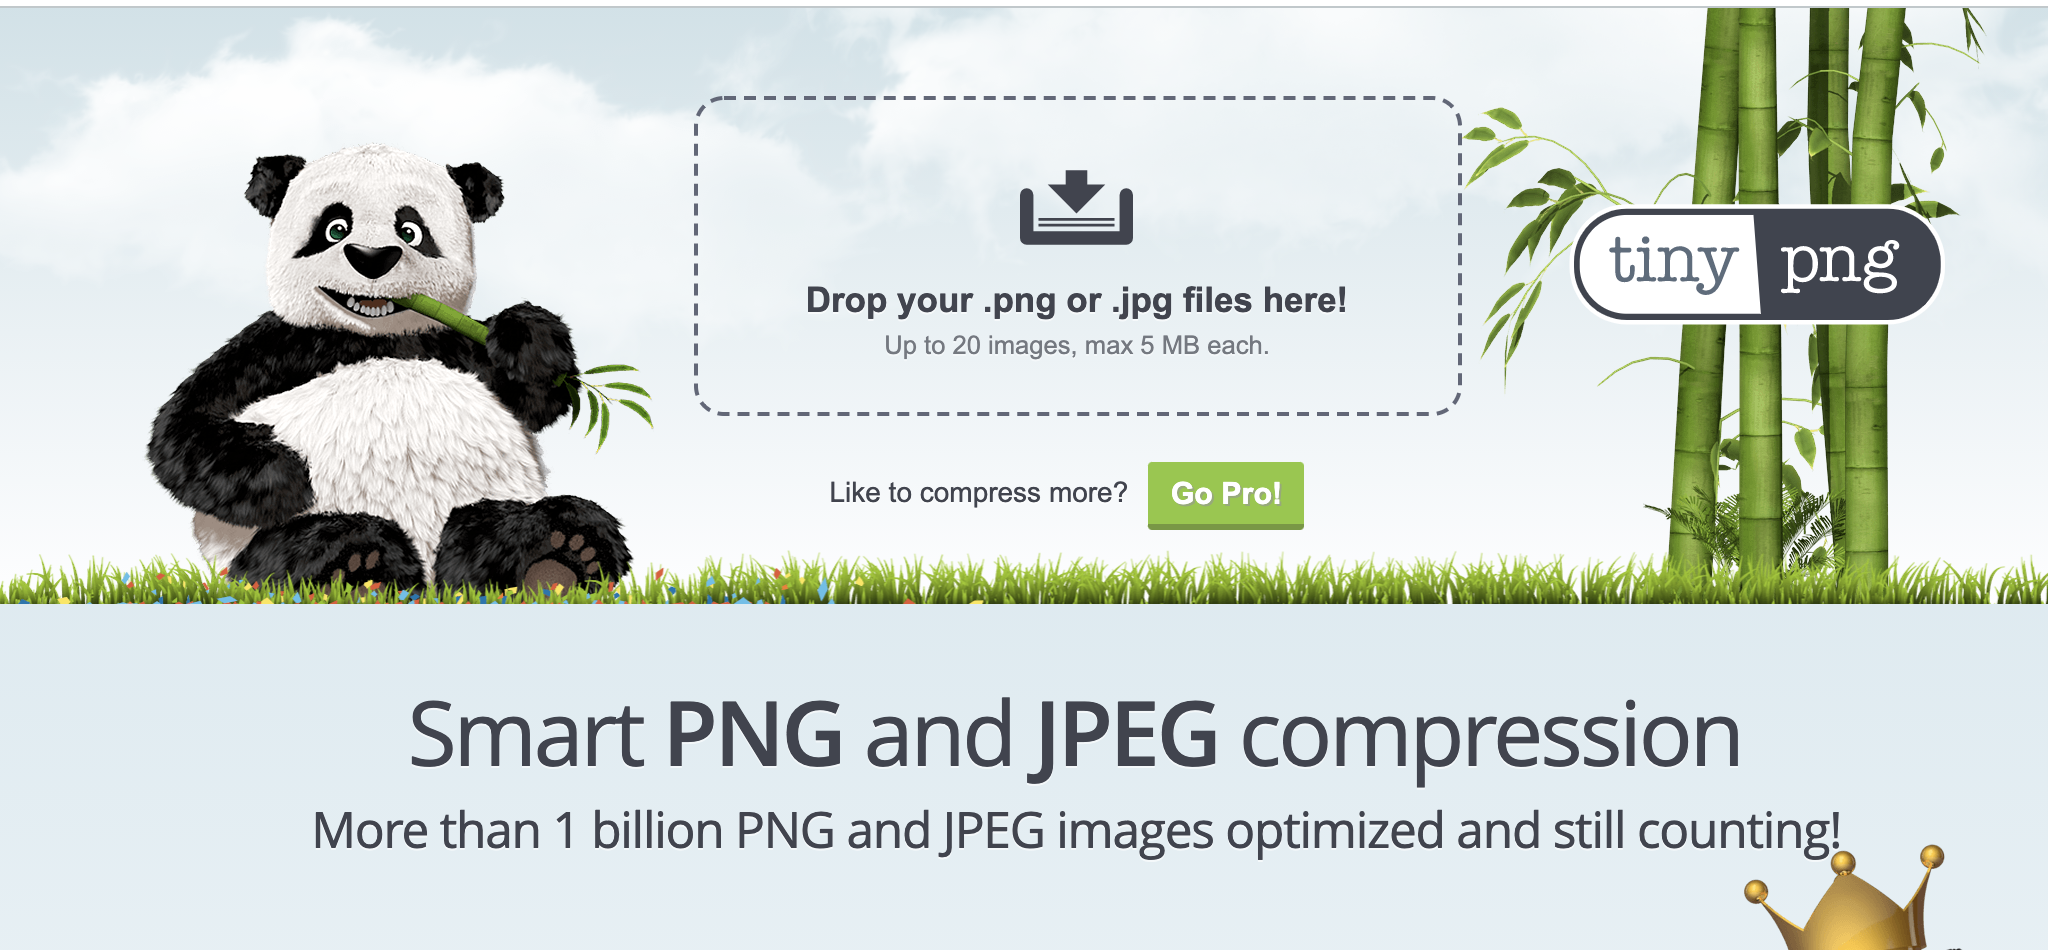 Drop your .png or .jpg files here!
Up to 20 images, max 5 MB each.
tiny png
Like to compress more? Go Pro!
Smart PNG and JPEG compression
More than 1 billion PNG and JPEG images optimized and still counting!